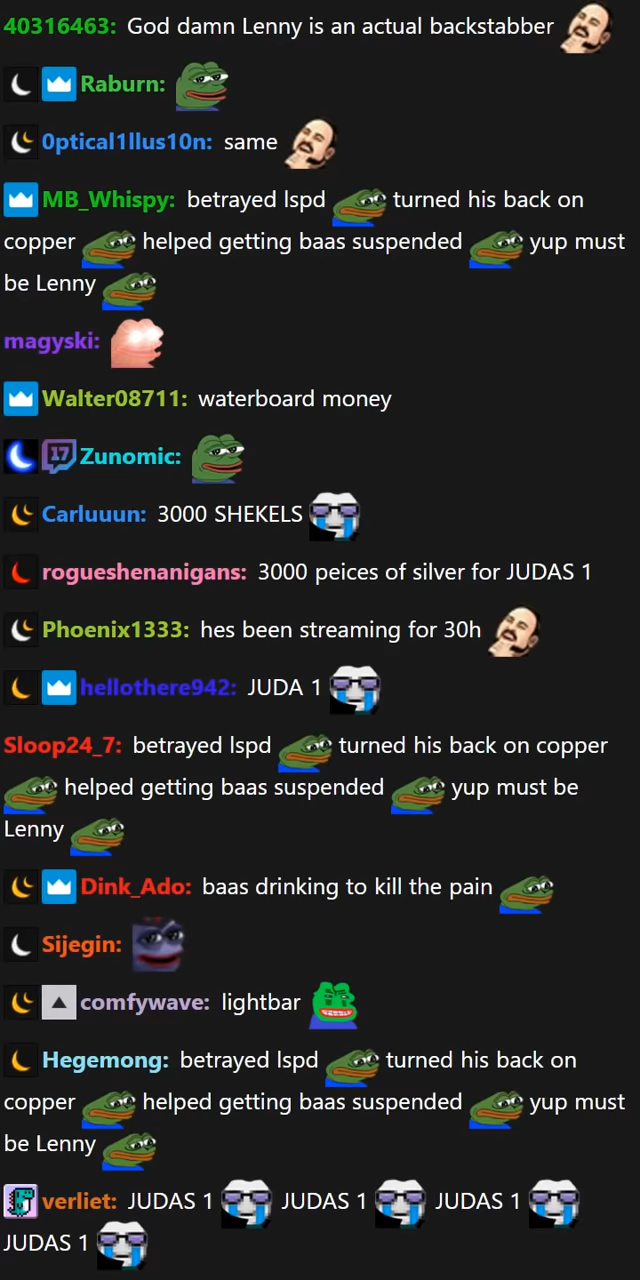 40316463: God damn Lenny is an actual backstabber
Raburn:
0ptical1llus10n: same
MB_Whispy: betrayed lspd turned his back on
copper helped getting baas suspended yup must
be Lenny
magyski:
Walter08711: waterboard money
17 Zunomic:
Carluuun: 3000 SHEKELS
rogueshenanigans: 3000 peices of silver for JUDAS 1
Phoenix1333: hes been streaming for 30h
hellothere942: JUDA 1
Sloop24_7: betrayed lspd turned his back on copper
helped getting baas suspended yup must be
Lenny
Dink_Ado: baas drinking to kill the pain
Sijegin:
comfywave: lightbar
Hegemong: betrayed lspd turned his back on
copper helped getting baas suspended yup must
be Lenny
verliet: JUDAS 1 JUDAS 1 JUDAS 1
JUDAS 1